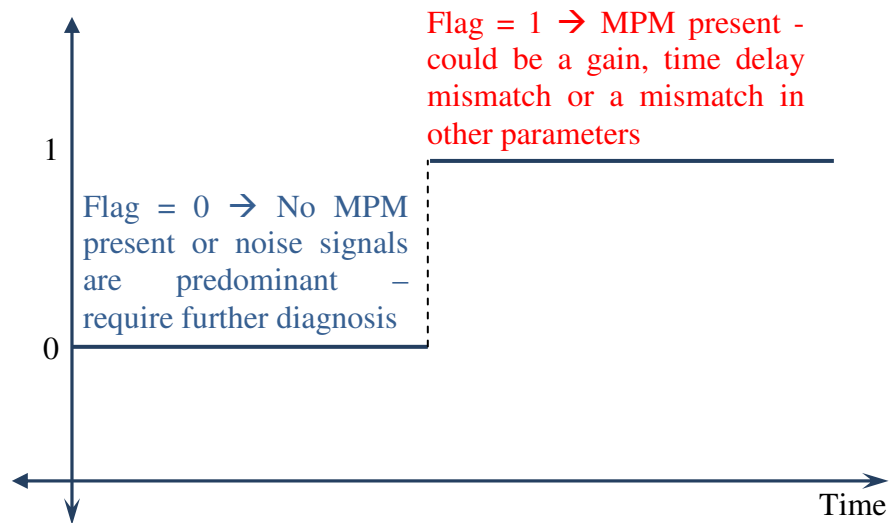 Flag = 1 → MPM present -
could be a gain, time delay
mismatch or a mismatch in
other parameters
1
Flag = 0 → No MPM
present or noise signals
are predominant –
require further diagnosis
0
Time